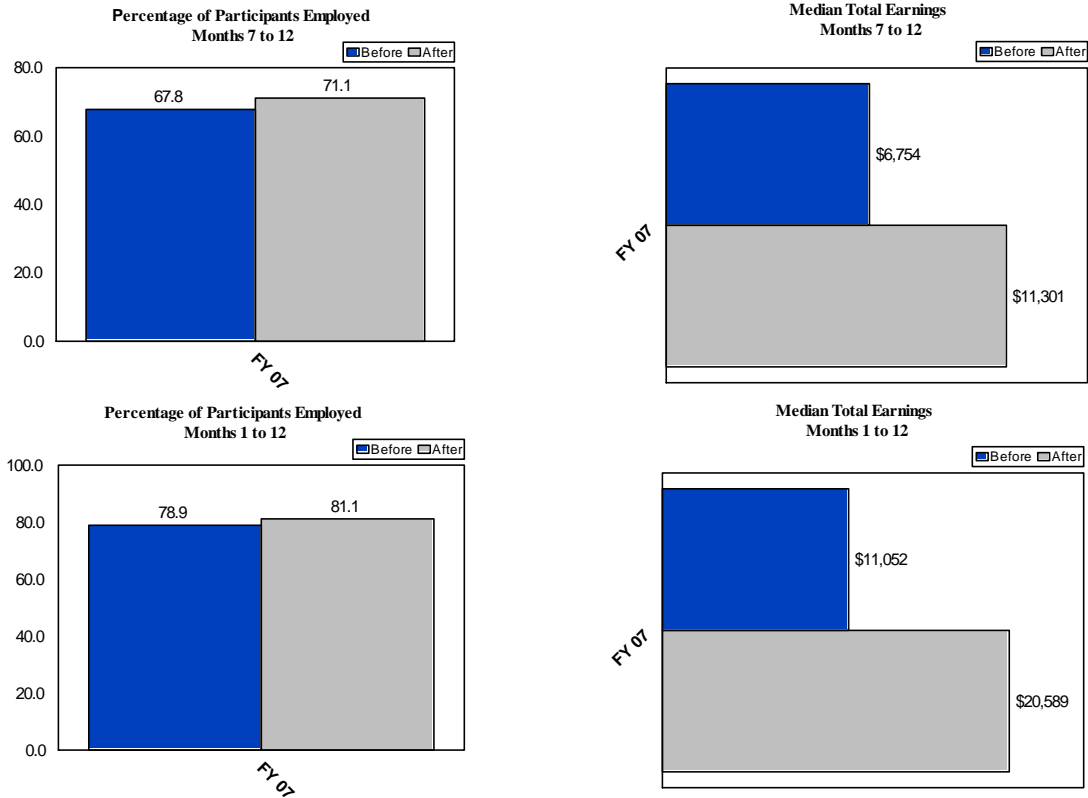 Percentage of Participants Employed
Months 7 to 12
Before After
80.0
60.0
40.0
20.0
0.0
67.8
71.1
FY 07
Median Total Earnings
Months 7 to 12
Before After
FY 07
$6,754
$11,301
Percentage of Participants Employed
Months 1 to 12
Before After
100.0
80.0
60.0
40.0
20.0
0.0
78.9
81.1
FY 07
Median Total Earnings
Months 1 to 12
Before After
FY 07
$11,052
$20,589